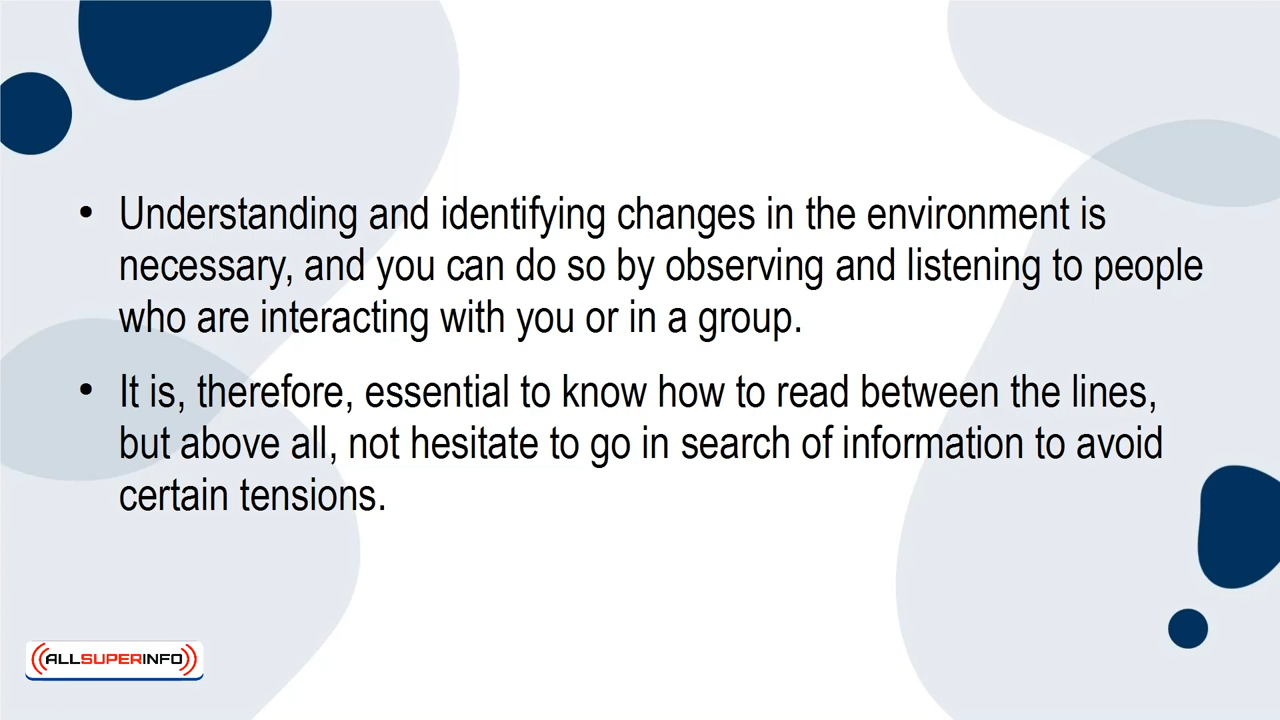 • Understanding and identifying changes in the environment is
necessary, and you can do so by observing and listening to people
who are interacting with you or in a group.
• It is, therefore, essential to know how to read between the lines,
but above all, not hesitate to go in search of information to avoid
certain tensions.
ALLSUPERINFO